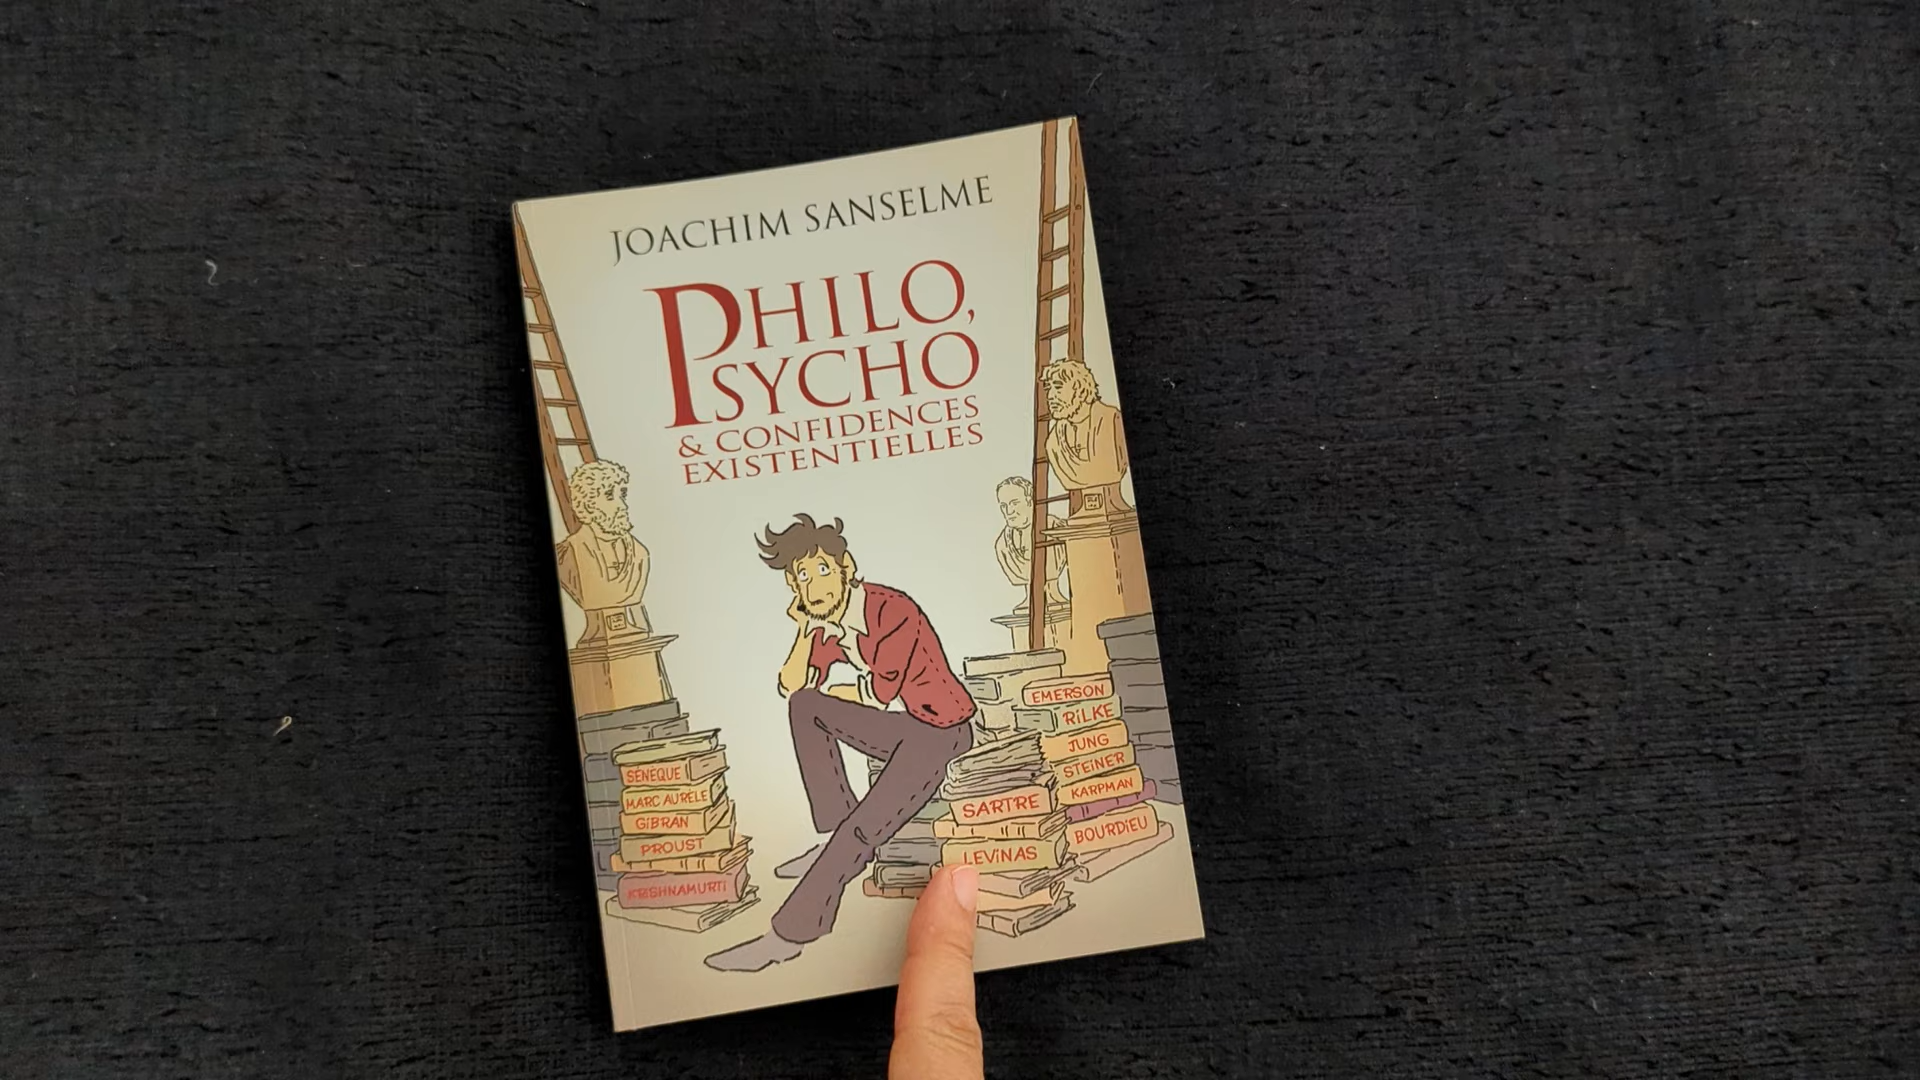 JOACHIM SANSELME
PHILO,
PSYCHO
& CONFIDENCES
EXISTENTIELLES
SÉNÈQUE
MARC AURÈLE
GiBRAN
PROUST
KRiSHNAMURTi
SARTRE
LEViNAS
EMERSON
RiLKE
JUNG
STEiNER
KARPMAN
BOURDiEU